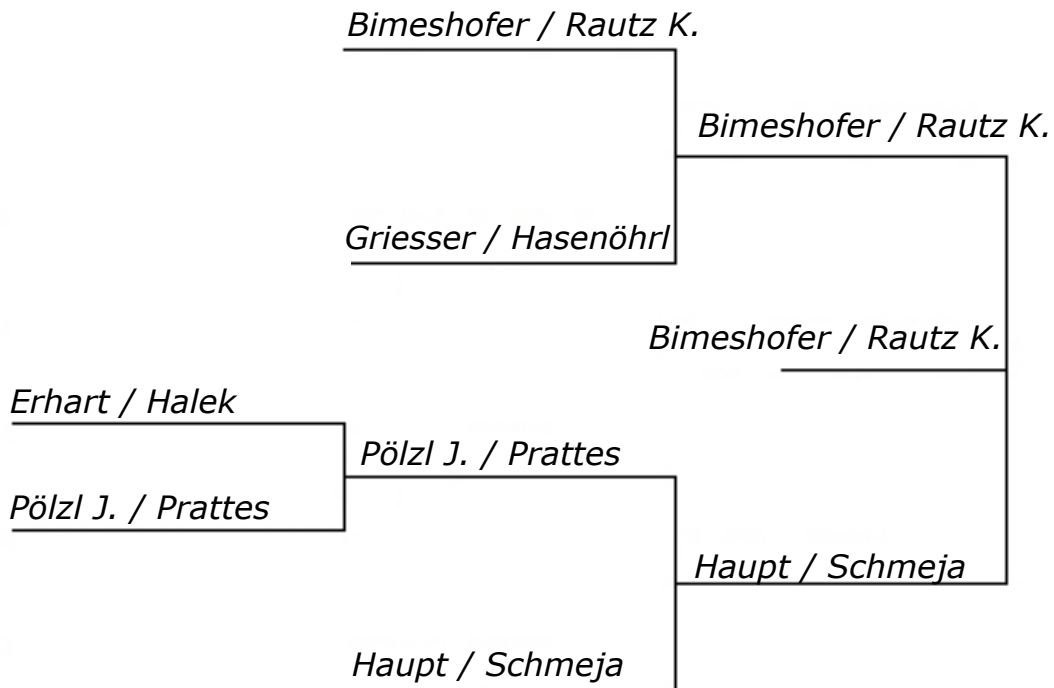 Bimeshofer / Rautz K.
Bimeshofer / Rautz K.
Griesser / Hasenöhrl
Bimeshofer / Rautz K.
Erhart / Halek
Pölzl J. / Prattes
Pölzl J. / Prattes
Haupt / Schmeja
Haupt / Schmeja